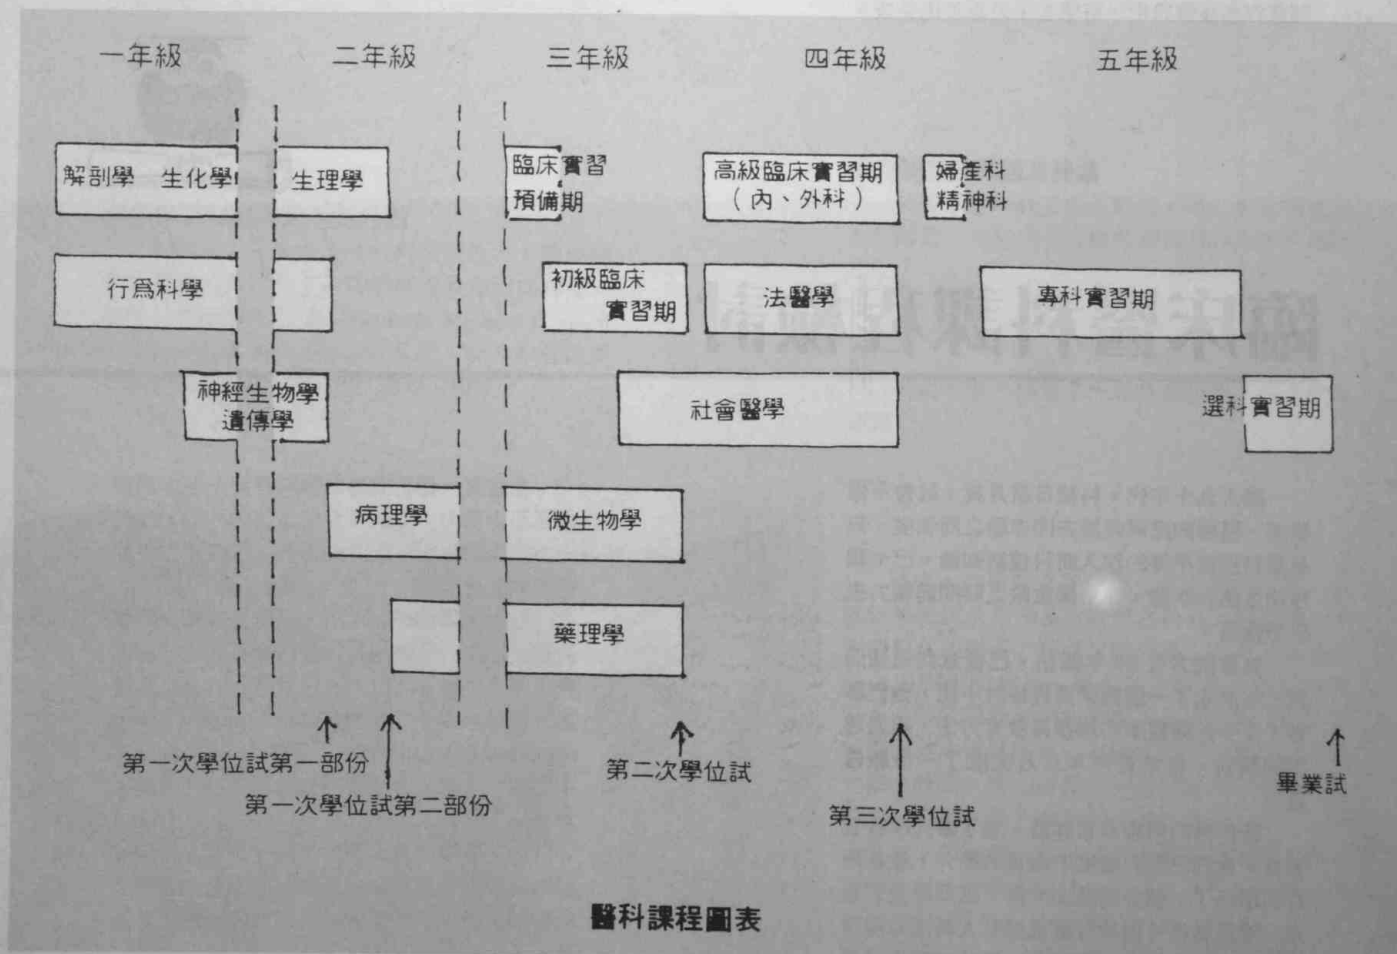 一年級 二年級 三年級 四年級 五年級
解剖學 生化學 生理學 臨床實習 高級臨床實習期 婦產科
預備期 (內、外科) 精神科
行爲科學 初級臨床 法醫學 專科實習期
實習期
神經生物學 社會醫學 選科實習期
遺傳學
病理學 微生物學
藥理學
第一次學位試第一部份 第二次學位試 畢業試
第一次學位試第二部份 第三次學位試
醫科課程圖表